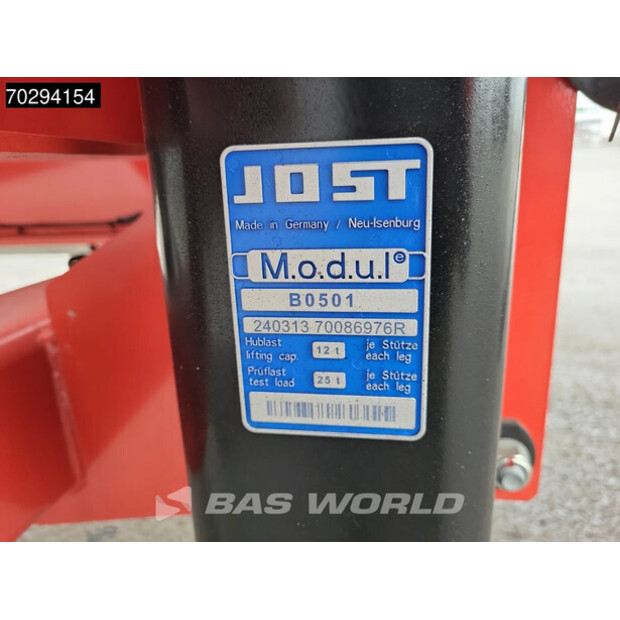 70294154
JOST
Made in Germany / Neu-Isenburg
M.o.d.u.l e
B0501
240313 70086976R
Hublast 12 t je Stütze
lifting cap. each leg
Prüflast 25 t je Stütze
test load each leg
BAS WORLD